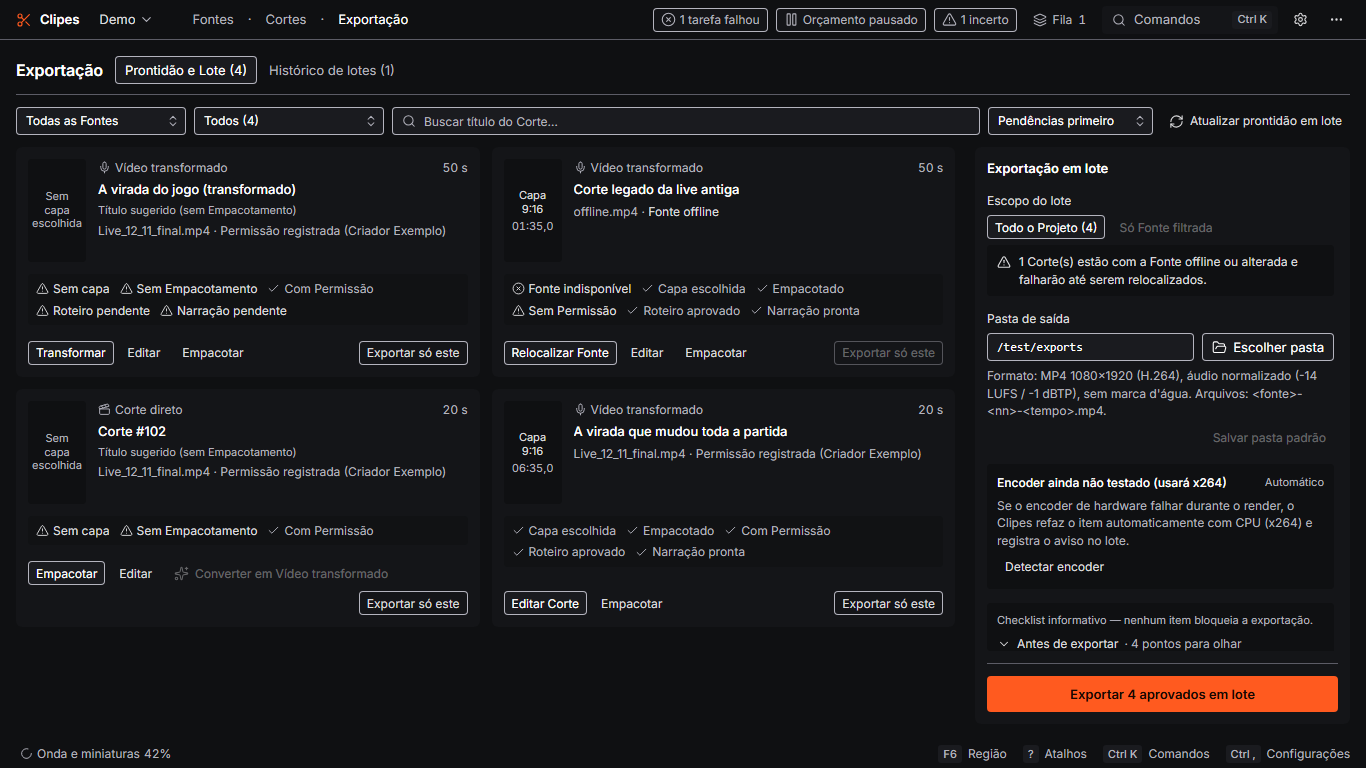 Clipes Demo Fontes · Cortes · Exportação 1 tarefa falhou Orçamento pausado 1 incerto Fila 1 Comandos Ctrl K
Exportação Prontidão e Lote (4) Histórico de lotes (1)
Todas as Fontes Todos (4) Buscar título do Corte... Pendências primeiro Atualizar prontidão em lote
Sem capa escolhida
Vídeo transformado 50 s
A virada do jogo (transformado)
Título sugerido (sem Empacotamento)
Live_12_11_final.mp4 · Permissão registrada (Criador Exemplo)
Sem capa Sem Empacotamento Com Permissão
Roteiro pendente Narração pendente
Transformar Editar Empacotar Exportar só este
Capa
9:16
01:35,0
Vídeo transformado 50 s
Corte legado da live antiga
offline.mp4 · Fonte offline
Fonte indisponível Capa escolhida Empacotado
Sem Permissão Roteiro aprovado Narração pronta
Relocalizar Fonte Editar Empacotar Exportar só este
Sem capa escolhida
Corte direto 20 s
Corte #102
Título sugerido (sem Empacotamento)
Live_12_11_final.mp4 · Permissão registrada (Criador Exemplo)
Sem capa Sem Empacotamento Com Permissão
Empacotar Editar Converter em Vídeo transformado
Exportar só este
Capa
9:16
06:35,0
Vídeo transformado 20 s
A virada que mudou toda a partida
Live_12_11_final.mp4 · Permissão registrada (Criador Exemplo)
Capa escolhida Empacotado Com Permissão
Roteiro aprovado Narração pronta
Editar Corte Empacotar Exportar só este
Exportação em lote
Escopo do lote
Todo o Projeto (4) Só Fonte filtrada
1 Corte(s) estão com a Fonte offline ou alterada e
falharão até serem relocalizados.
Pasta de saída
/test/exports Escolher pasta
Formato: MP4 1080×1920 (H.264), áudio normalizado (-14
LUFS / -1 dBTP), sem marca d'água. Arquivos: <fonte>-
<nn>-<tempo>.mp4.
Salvar pasta padrão
Encoder ainda não testado (usará x264) Automático
Se o encoder de hardware falhar durante o render, o
Clipes refaz o item automaticamente com CPU (x264) e
registra o aviso no lote.
Detectar encoder
Checklist informativo — nenhum item bloqueia a exportação.
Antes de exportar · 4 pontos para olhar
Exportar 4 aprovados em lote
Onda e miniaturas 42% F6 Região ? Atalhos Ctrl K Comandos Ctrl , Configurações